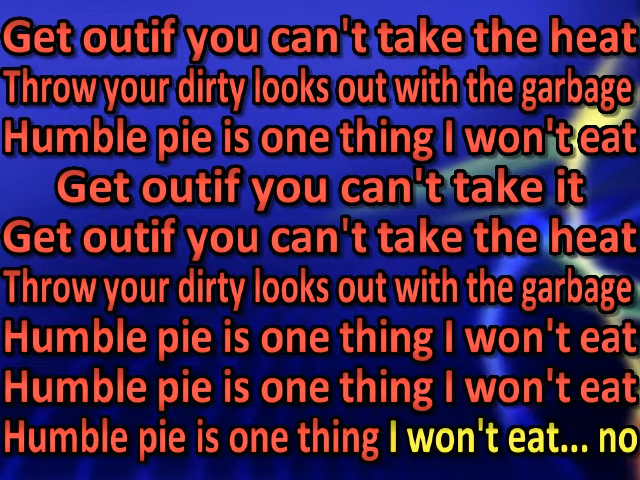 Get outif you can't take the heat
Throw your dirty looks out with the garbage
Humble pie is one thing I won't eat
Get outif you can't take it
Get outif you can't take the heat
Throw your dirty looks out with the garbage
Humble pie is one thing I won't eat
Humble pie is one thing I won't eat
Humble pie is one thing I won't eat... no